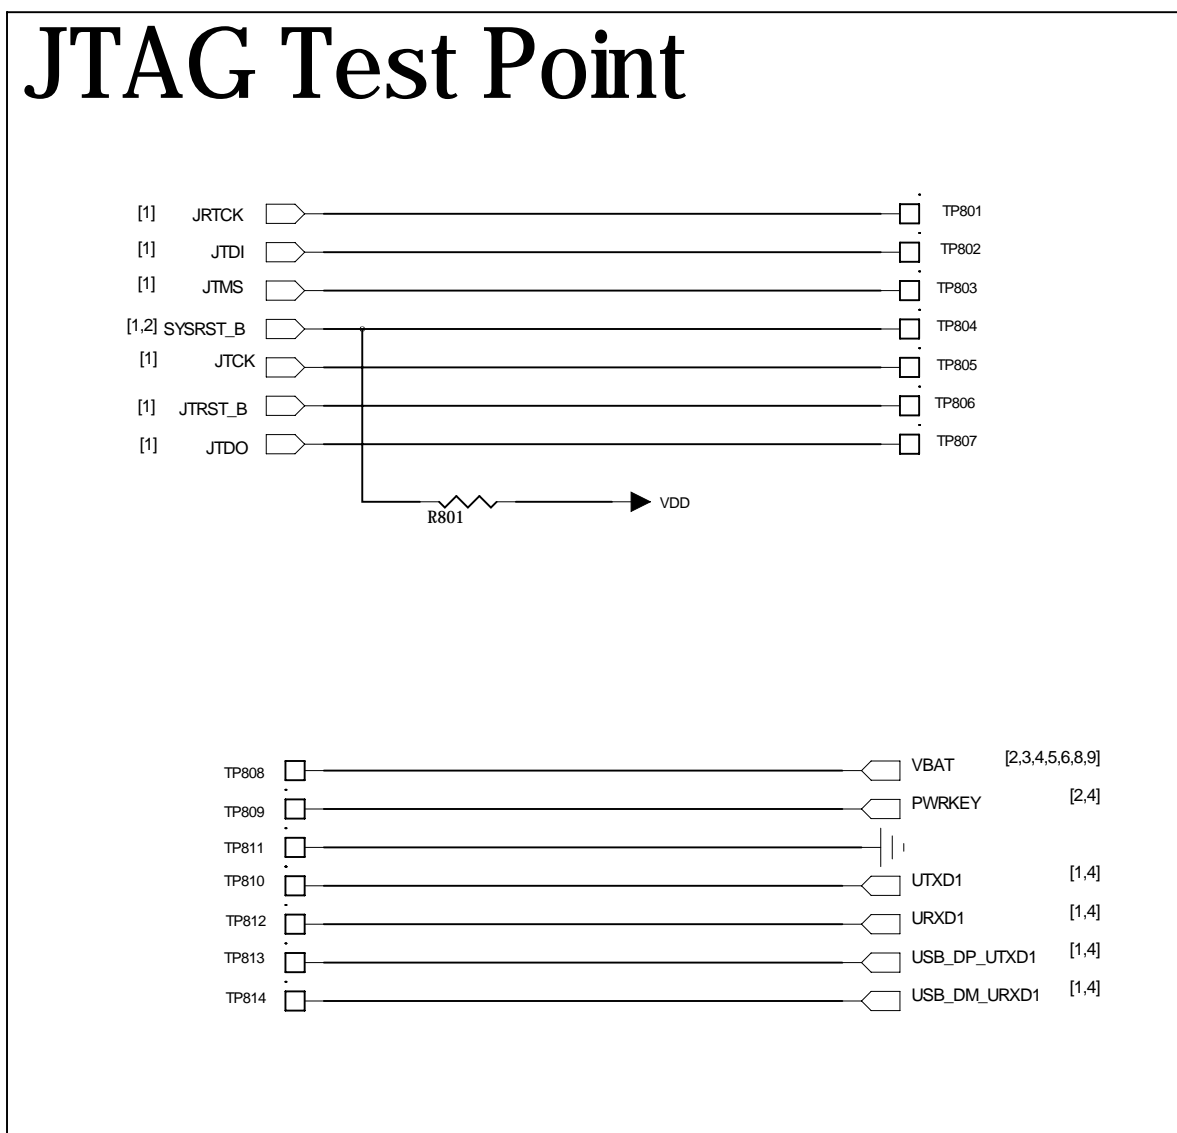 JTAG Test Point
[1] JRTCK TP801
[1] JTDI TP802
[1] JTMS TP803
[1,2] SYSRST_B TP804
[1] JTCK TP805
[1] JTRST_B TP806
[1] JTDO TP807
R801 VDD
TP808 VBAT [2,3,4,5,6,8,9]
TP809 PWRKEY [2,4]
TP811
TP810 UTXD1 [1,4]
TP812 URXD1 [1,4]
TP813 USB_DP_UTXD1 [1,4]
TP814 USB_DM_URXD1 [1,4]